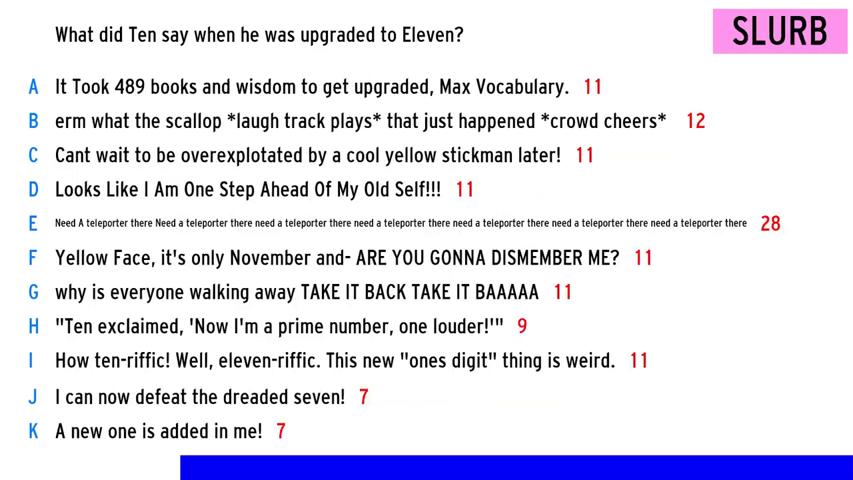 What did Ten say when he was upgraded to Eleven?
SLURB
A It Took 489 books and wisdom to get upgraded, Max Vocabulary. 11
B erm what the scallop *laugh track plays* that just happened *crowd cheers* 12
C Cant wait to be overexplotated by a cool yellow stickman later! 11
D Looks Like I Am One Step Ahead Of My Old Self!!! 11
E Need A teleporter there Need a teleporter there need a teleporter there need a teleporter there need a teleporter there need a teleporter there need a teleporter there 28
F Yellow Face, it's only November and- ARE YOU GONNA DISMEMBER ME? 11
G why is everyone walking away TAKE IT BACK TAKE IT BAAAAA 11
H "Ten exclaimed, 'Now I'm a prime number, one louder!'" 9
I How ten-riffic! Well, eleven-riffic. This new "ones digit" thing is weird. 11
J I can now defeat the dreaded seven! 7
K A new one is added in me! 7